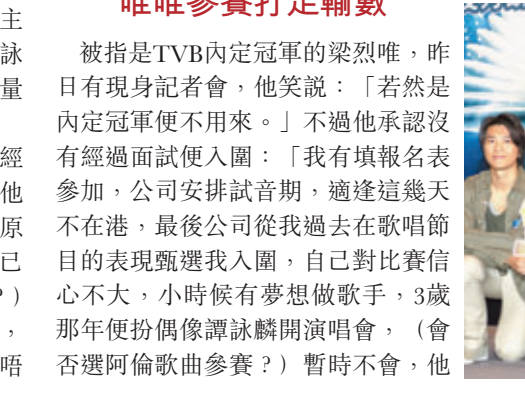 主
詠
量
經
他
原
已
?)
,
唔
唯唯參賽打定輸數
被指是TVB內定冠軍的梁烈唯,昨
日有現身記者會,他笑説:「若然是
內定冠軍便不用來。」不過他承認沒
有經過面試便入圍:「我有填報名表
參加,公司安排試音期,適逢這幾天
不在港,最後公司從我過去在歌唱節
目的表現甄選我入圍,自己對比賽信
心不大,小時候有夢想做歌手,3歲
那年便扮偶像譚詠麟開演唱會,(會
否選阿倫歌曲參賽?)暫時不會,他